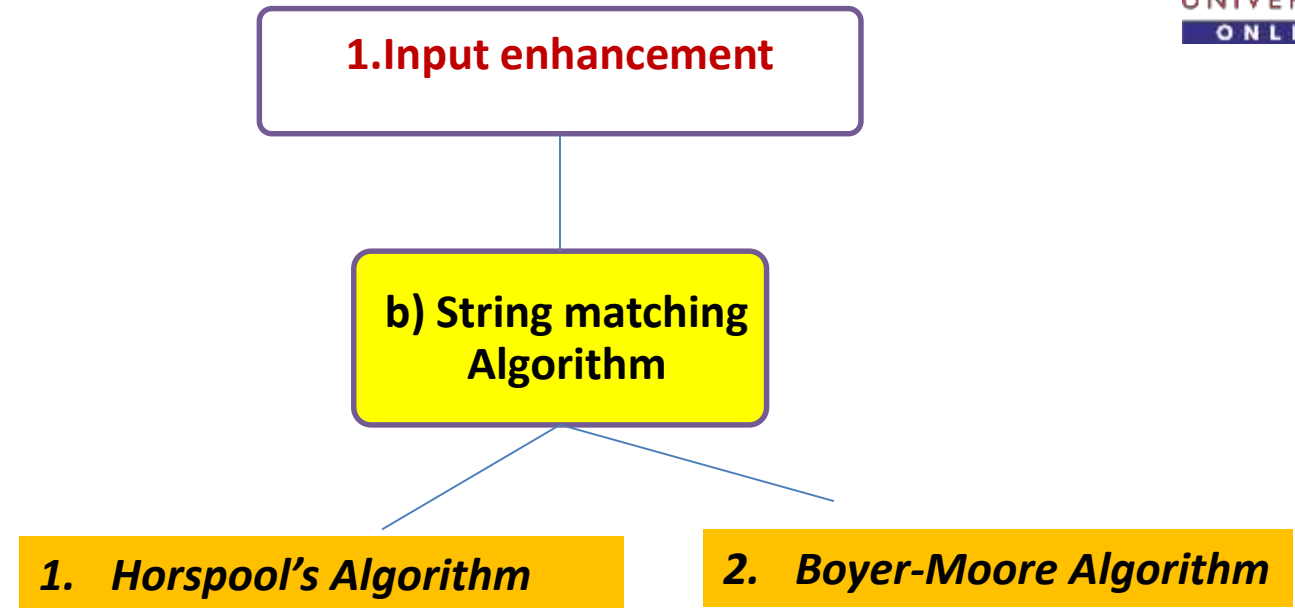 1.Input enhancement
b) String matching
Algorithm
1. Horspool’s Algorithm
2. Boyer-Moore Algorithm